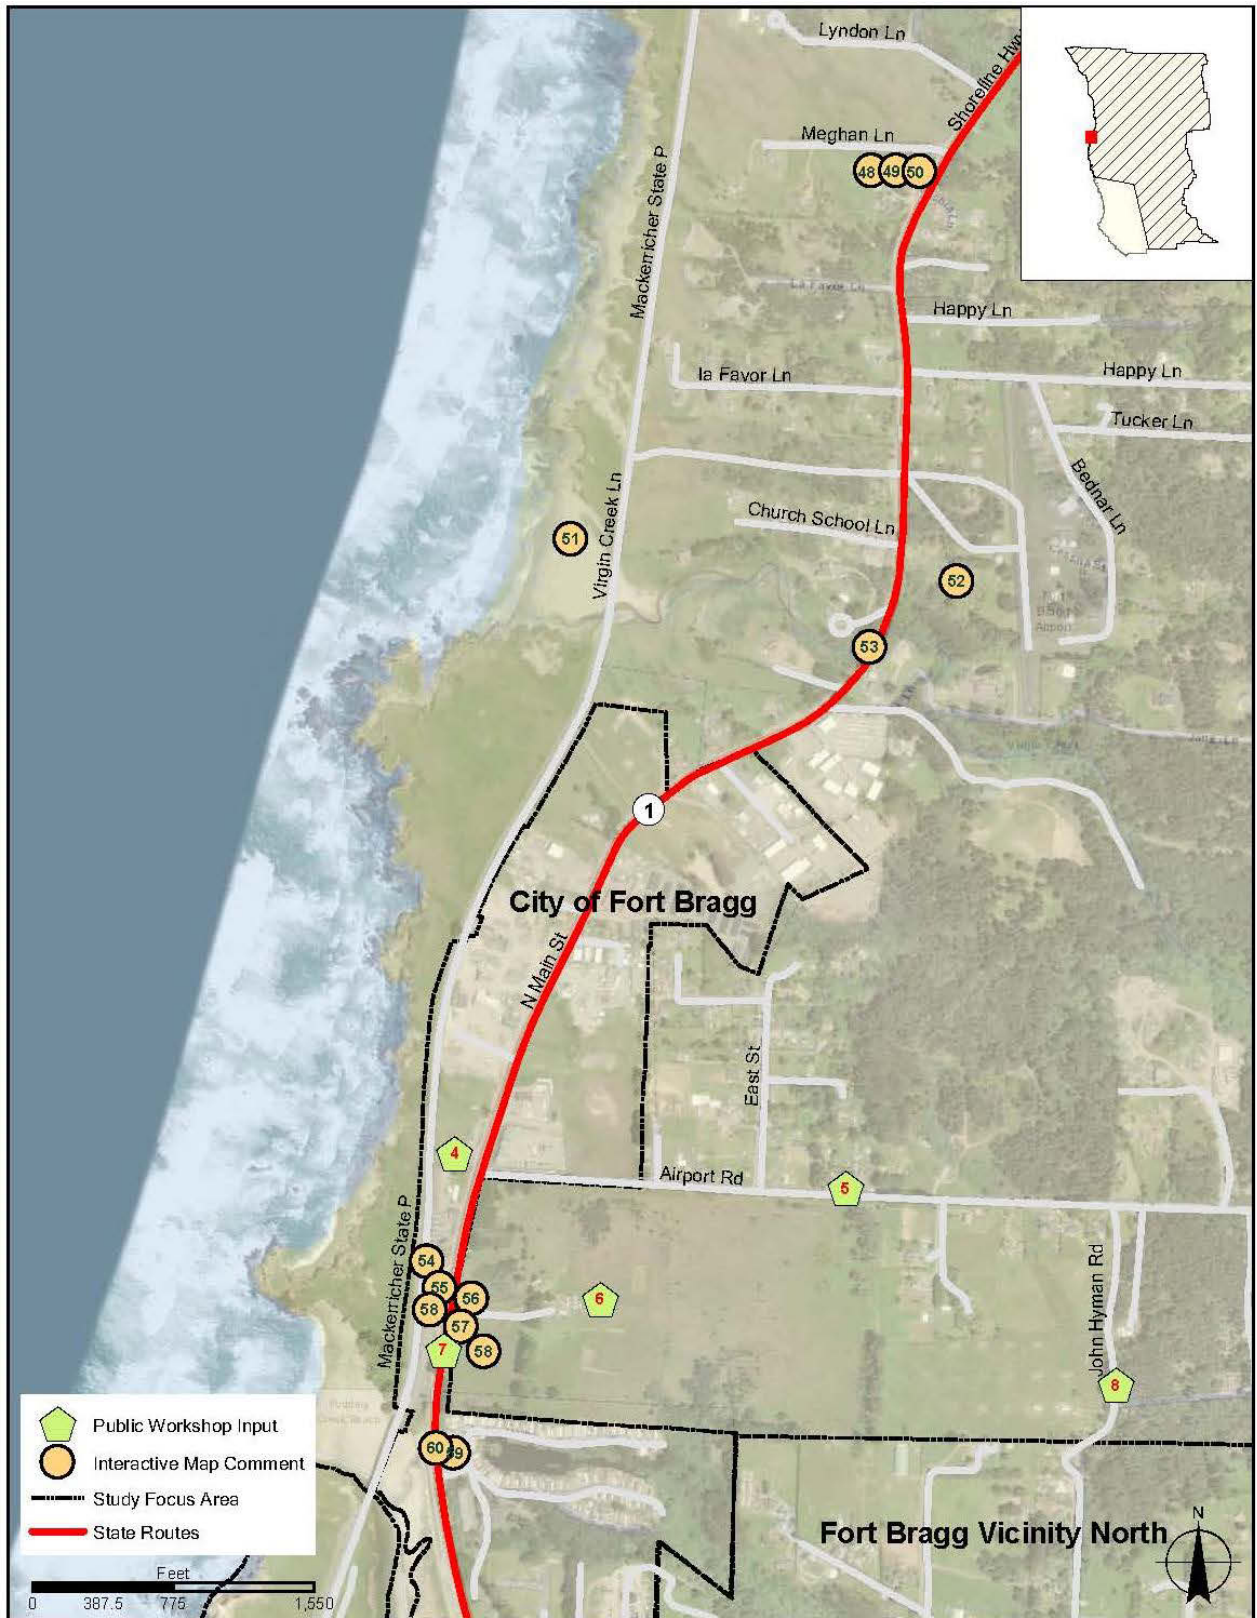 Lyndon Ln
Shoreline Hwy
Meghan Ln
48
49
50
Mackerricher State P
La Favor Ln
Happy Ln
la Favor Ln
Happy Ln
Tucker Ln
Bednar Ln
Virgin Creek Ln
Church School Ln
51
52
53
1
City of Fort Bragg
N Main St
East St
4
Airport Rd
5
Mackerricher State P
54
55
56
58
57
58
6
7
John Hyman Rd
8
60
59
Public Workshop Input
Interactive Map Comment
Study Focus Area
State Routes
Feet
0 387.5 775 1,550
Fort Bragg Vicinity North
N